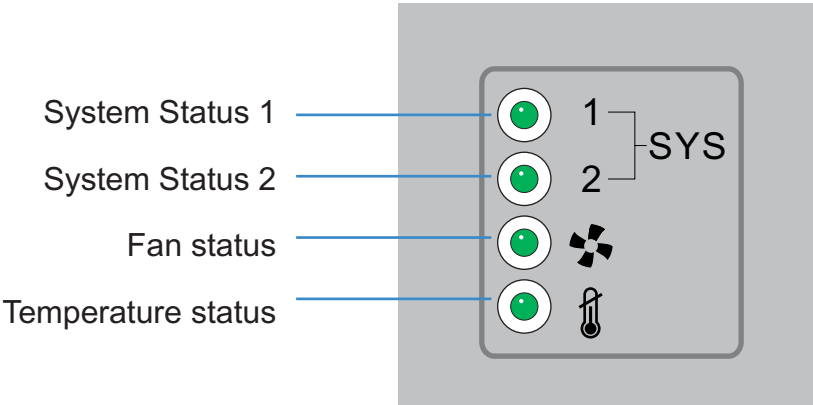 System Status 1
System Status 2
Fan status
Temperature status
1
2
SYS